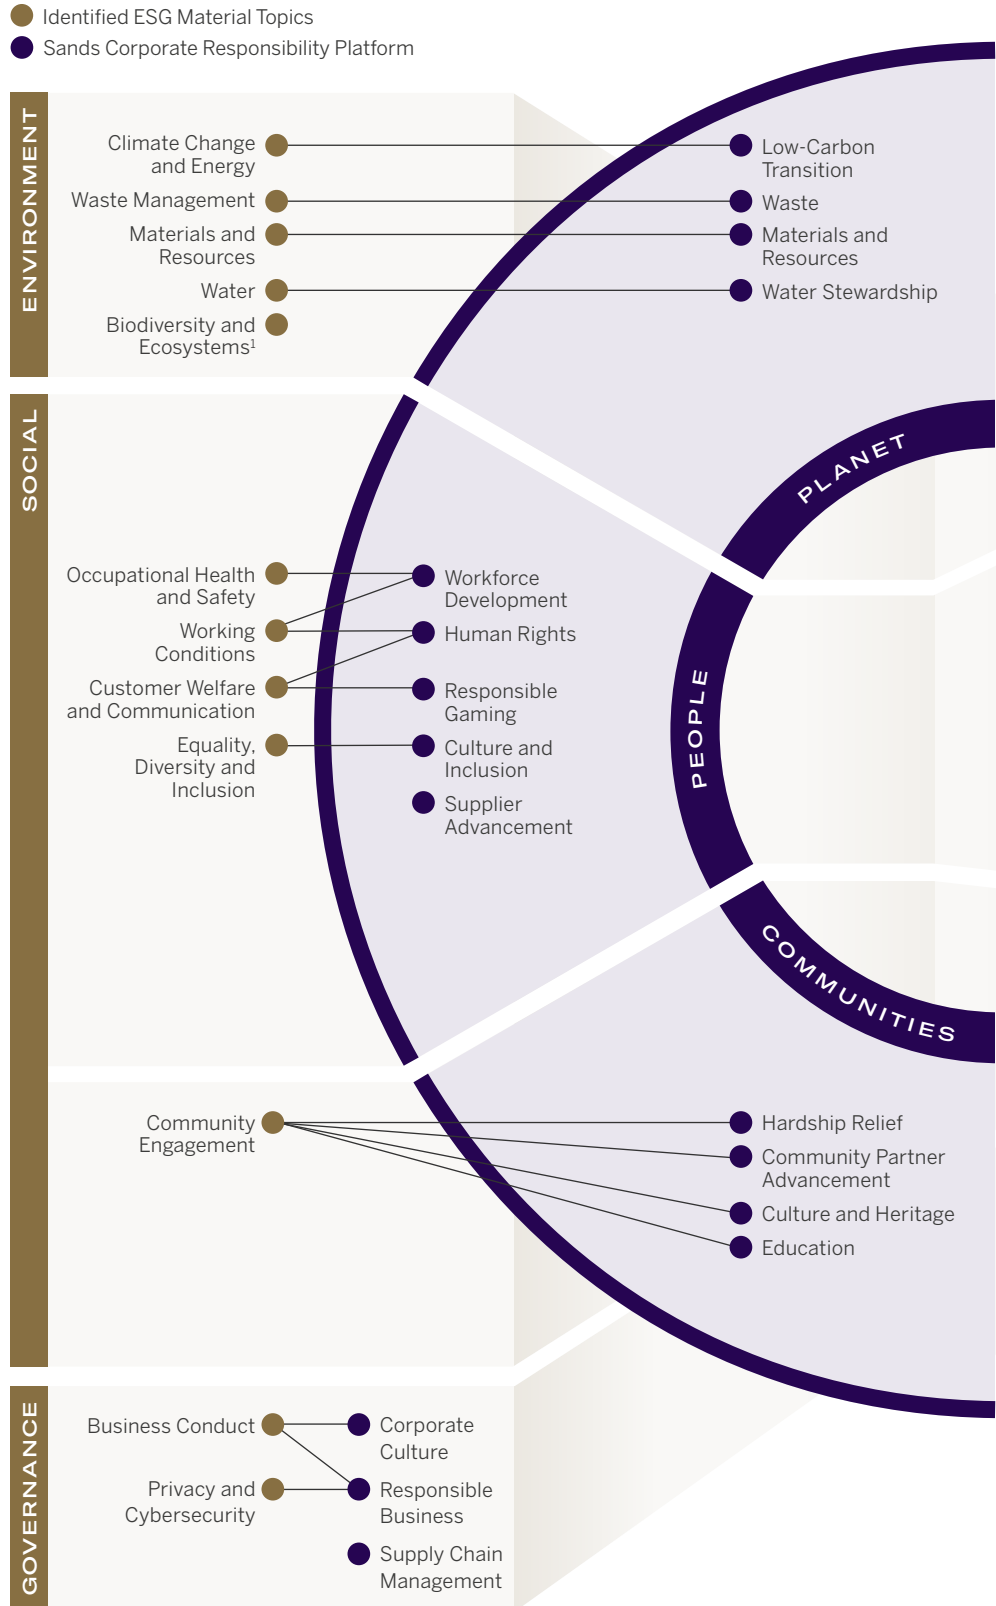 Identified ESG Material Topics
Sands Corporate Responsibility Platform
ENVIRONMENT
Climate Change
and Energy
Waste Management
Materials and
Resources
Water
Biodiversity and
Ecosystems¹
Low-Carbon
Transition
Waste
Materials and
Resources
Water Stewardship
PLANET
SOCIAL
Occupational Health
and Safety
Working
Conditions
Customer Welfare
and Communication
Equality,
Diversity and
Inclusion
Workforce
Development
Human Rights
Responsible
Gaming
Culture and
Inclusion
Supplier
Advancement
PEOPLE
COMMUNITIES
Community
Engagement
Hardship Relief
Community Partner
Advancement
Culture and Heritage
Education
GOVERNANCE
Business Conduct
Privacy and
Cybersecurity
Corporate
Culture
Responsible
Business
Supply Chain
Management